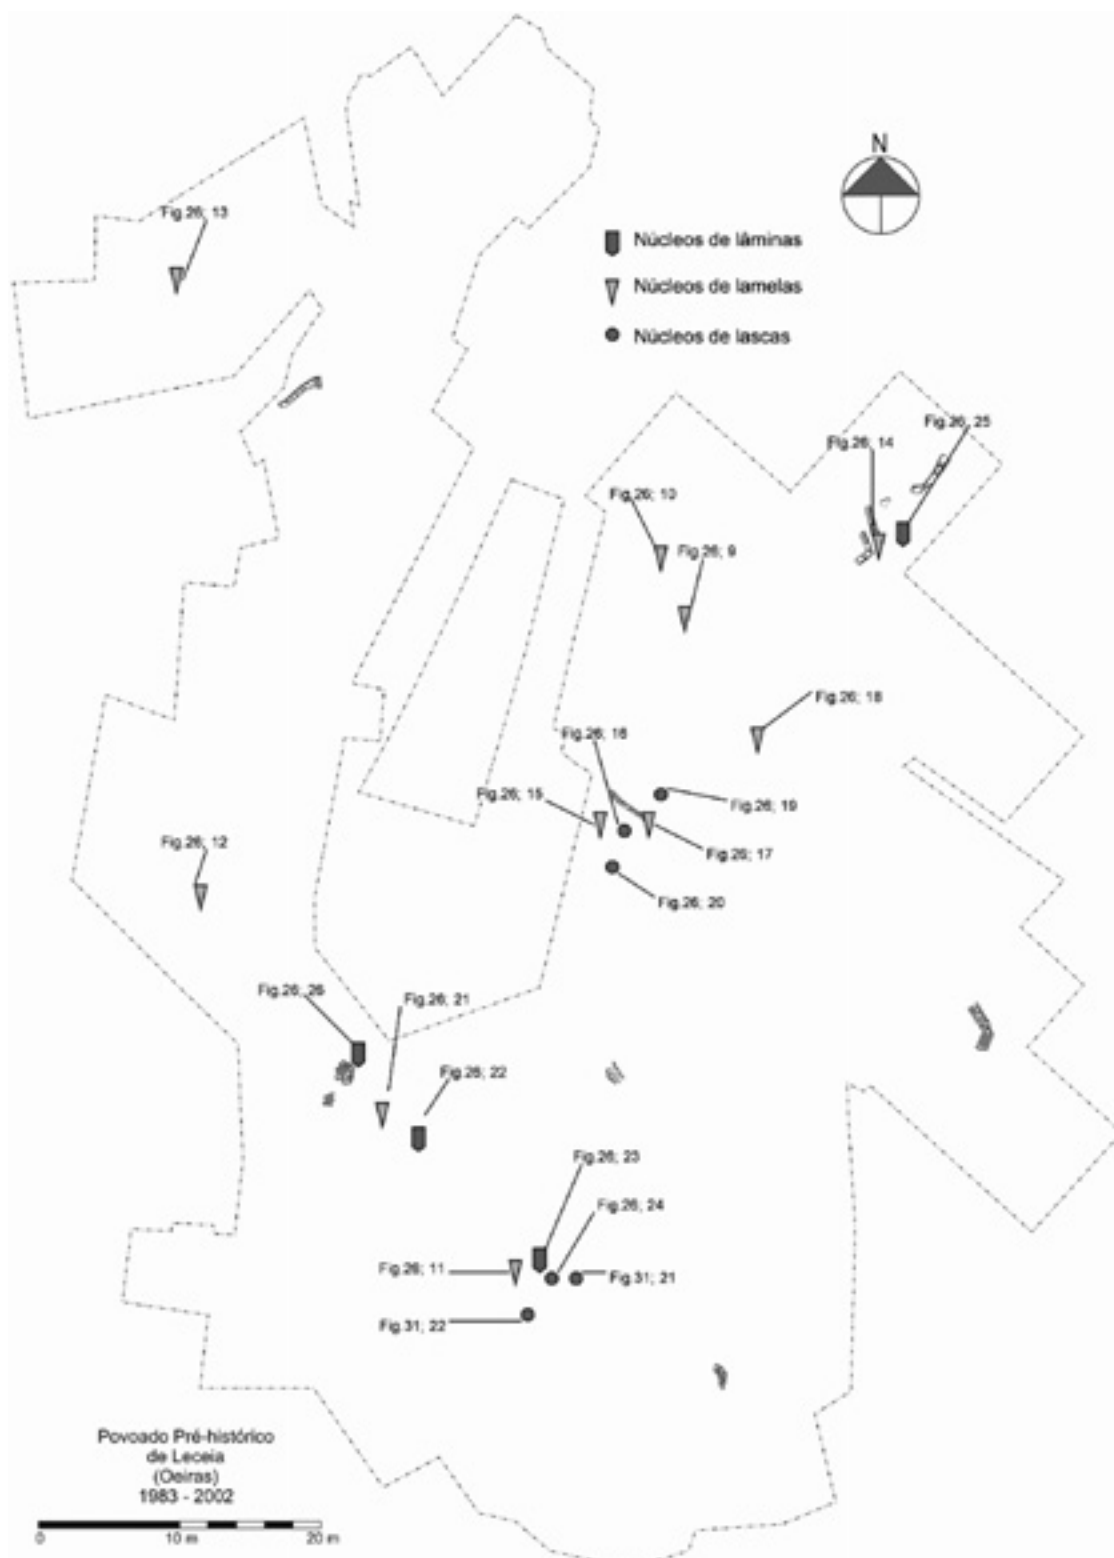 N
Fig.26; 13
Núcleos de lâminas
Núcleos de lamelas
Núcleos de lascas
Fig.26; 25
Fig.26; 14
Fig.26; 10
Fig.26; 9
Fig.26; 18
Fig.26; 16
Fig.26; 15
Fig.26; 19
Fig.26; 12
Fig.26; 17
Fig.26; 20
Fig.26; 26
Fig.26; 21
Fig.26; 22
Fig.26; 23
Fig.26; 24
Fig.26; 11
Fig.31; 21
Fig.31; 22
Povoado Pré-histórico
de Leceia
(Oeiras)
1983 - 2002
0 10 m 20 m